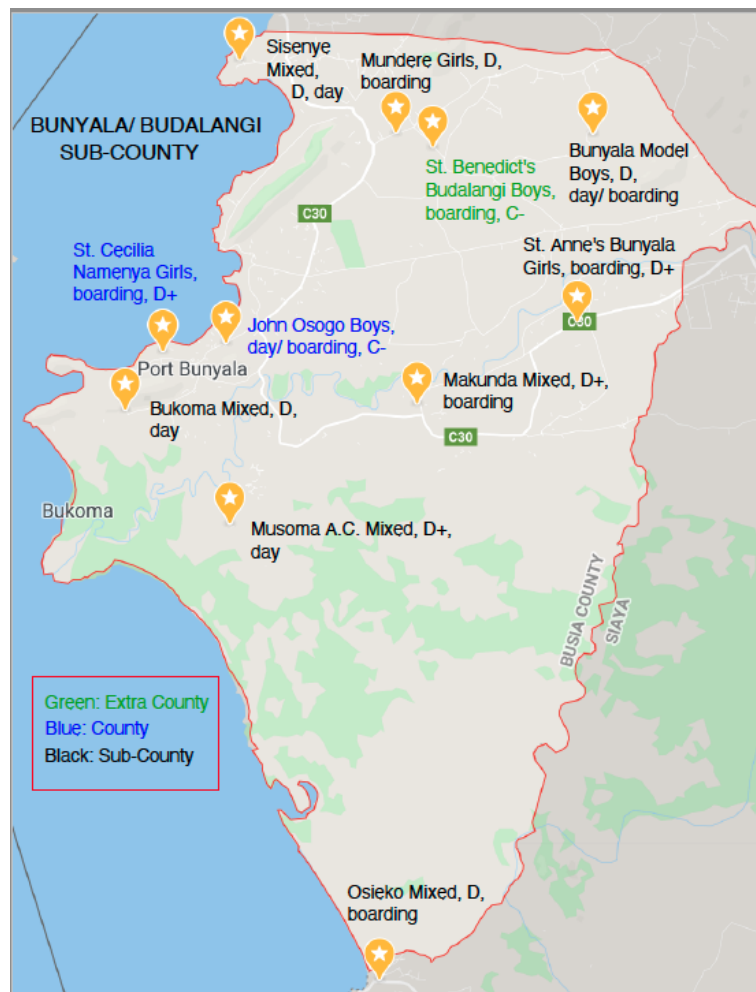 Sisenye
Mixed,
D, day
Mundere Girls, D,
boarding
BUNYALA/ BUDALANGI
SUB-COUNTY
St. Benedict's
Budalangi Boys,
boarding, C-
Bunyala Model
Boys, D,
day/ boarding
C30
St. Cecilia
Namenya Girls,
boarding, D+
St. Anne's Bunyala
Girls, boarding, D+
C30
John Osogo Boys,
day/ boarding, C-
Port Bunyala
Makunda Mixed, D+,
boarding
Bukoma Mixed, D,
day
C30
Bukoma
Musoma A.C. Mixed, D+,
day
BUSIA COUNTY
SIAYA
Green: Extra County
Blue: County
Black: Sub-County
Osieko Mixed, D,
boarding